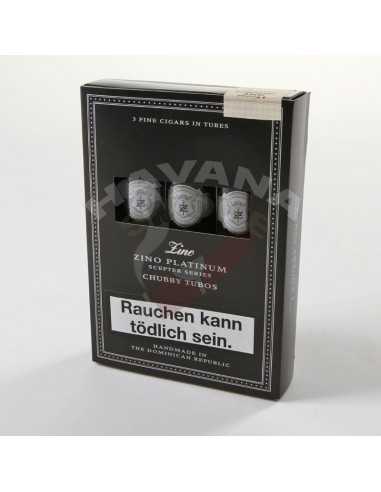 3 FINE CIGARS IN TUBES
HAVANA
Zino
ZINO PLATINUM
SCEPTER SERIES
CHUBBY TUBOS
Rauchen kann
tödlich sein.
HANDMADE IN
THE DOMINICAN REPUBLIC